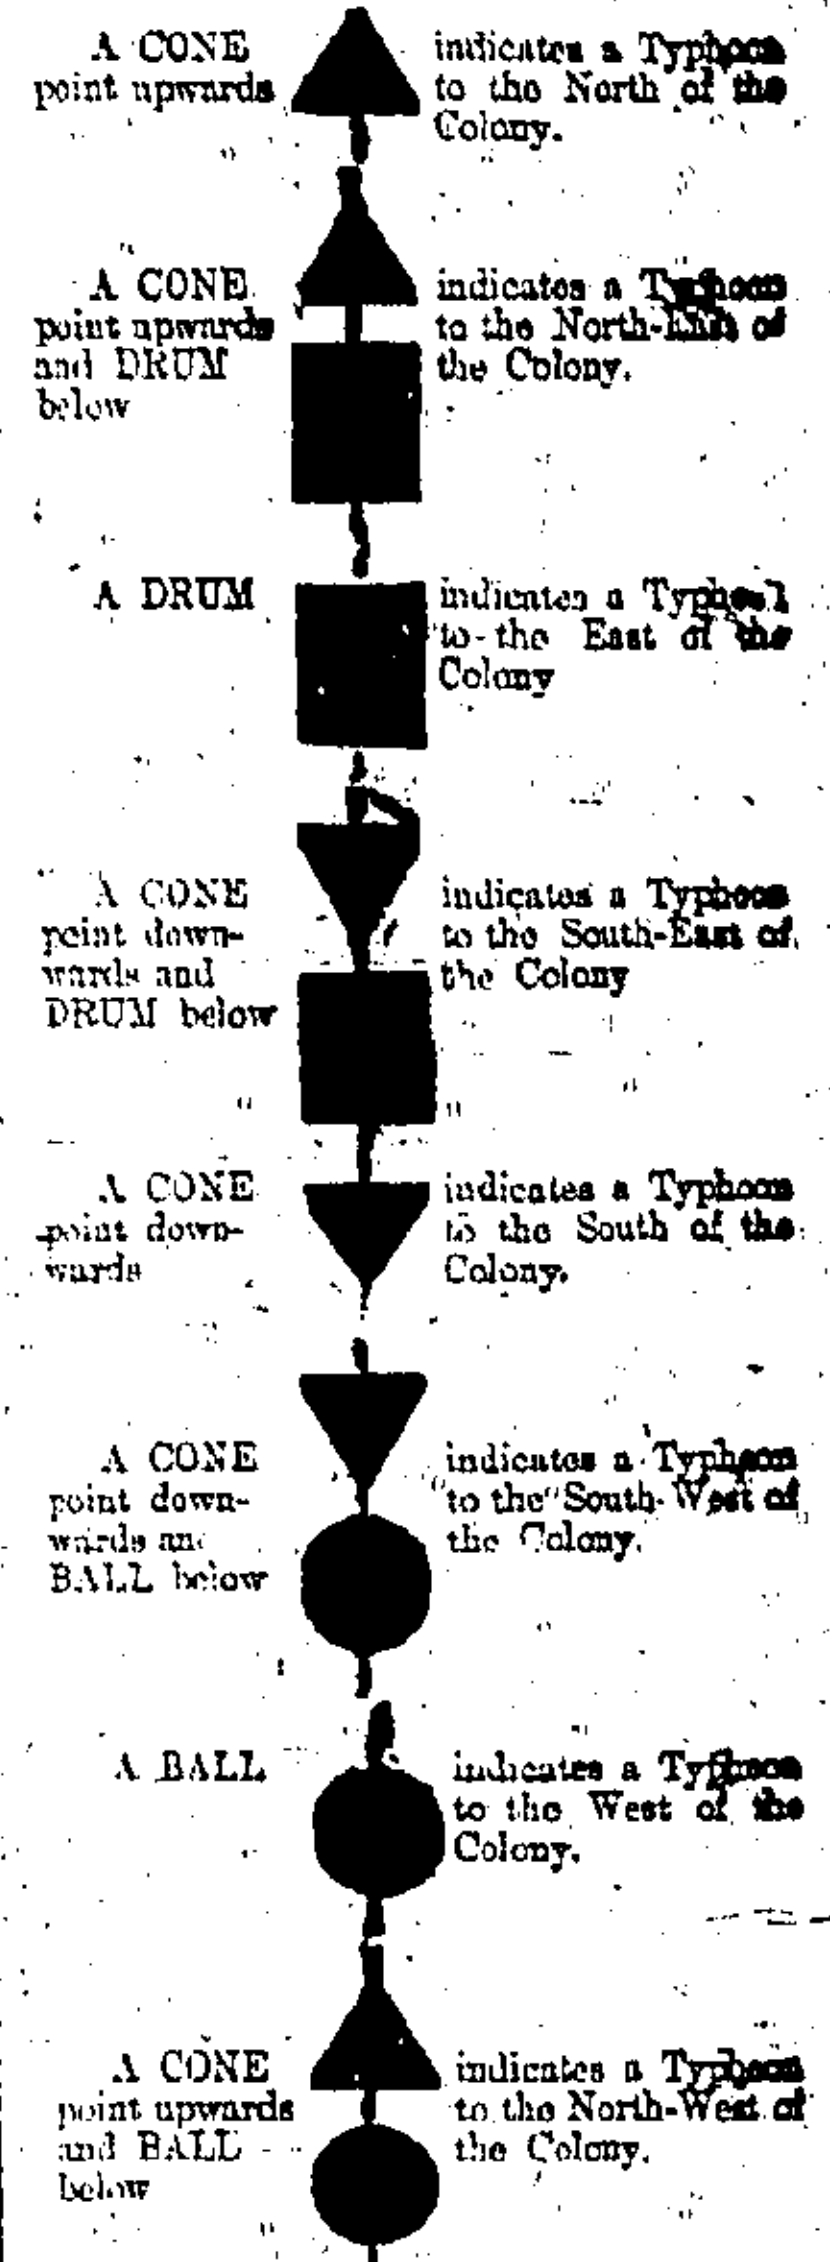 A CONE
point upwards
indicates a Typhoon
to the North of the
Colony.
A CONE
point upwards
and DRUM
below
indicates a Typhoon
to the North-East of
the Colony.
A DRUM
indicates a Typhoon
to the East of the
Colony
A CONE
point down-
wards and
DRUM below
indicates a Typhoon
to the South-East of
the Colony
A CONE
point down-
wards
indicates a Typhoon
to the South of the
Colony.
A CONE
point down-
wards and
BALL below
indicates a Typhoon
to the South-West of
the Colony.
A BALL
indicates a Typhoon
to the West of the
Colony.
A CONE
point upwards
and BALL
below
indicates a Typhoon
to the North-West of
the Colony.